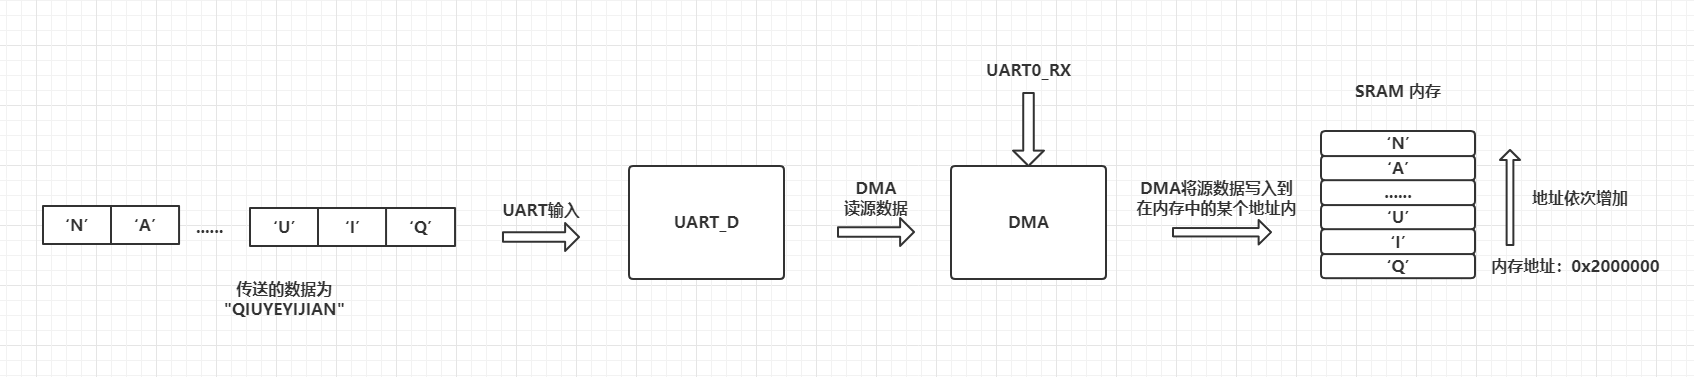 ‘N’ ‘A’ ...... ‘U’ ‘I’ ‘Q’
传送的数据为
"QIUYEYIJIAN"
UART输入
UART_D
DMA
读源数据
UART0_RX
DMA
DMA将源数据写入到
在内存中的某个地址内
SRAM 内存
‘N’
‘A’
......
‘U’
‘I’
‘Q’
地址依次增加
内存地址：0x2000000